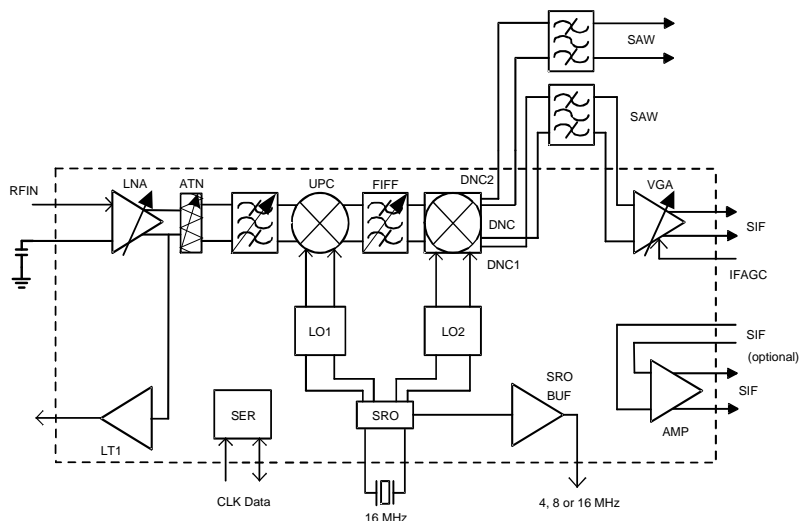 SAW
SAW
DNC2
RFIN
LNA
ATN
UPC
FIFF
VGA
DNC
SIF
DNC1
IFAGC
LO1
LO2
SIF
(optional)
SRO
BUF
SIF
SER
SRO
AMP
LT1
CLK Data
16 MHz
4, 8 or 16 MHz